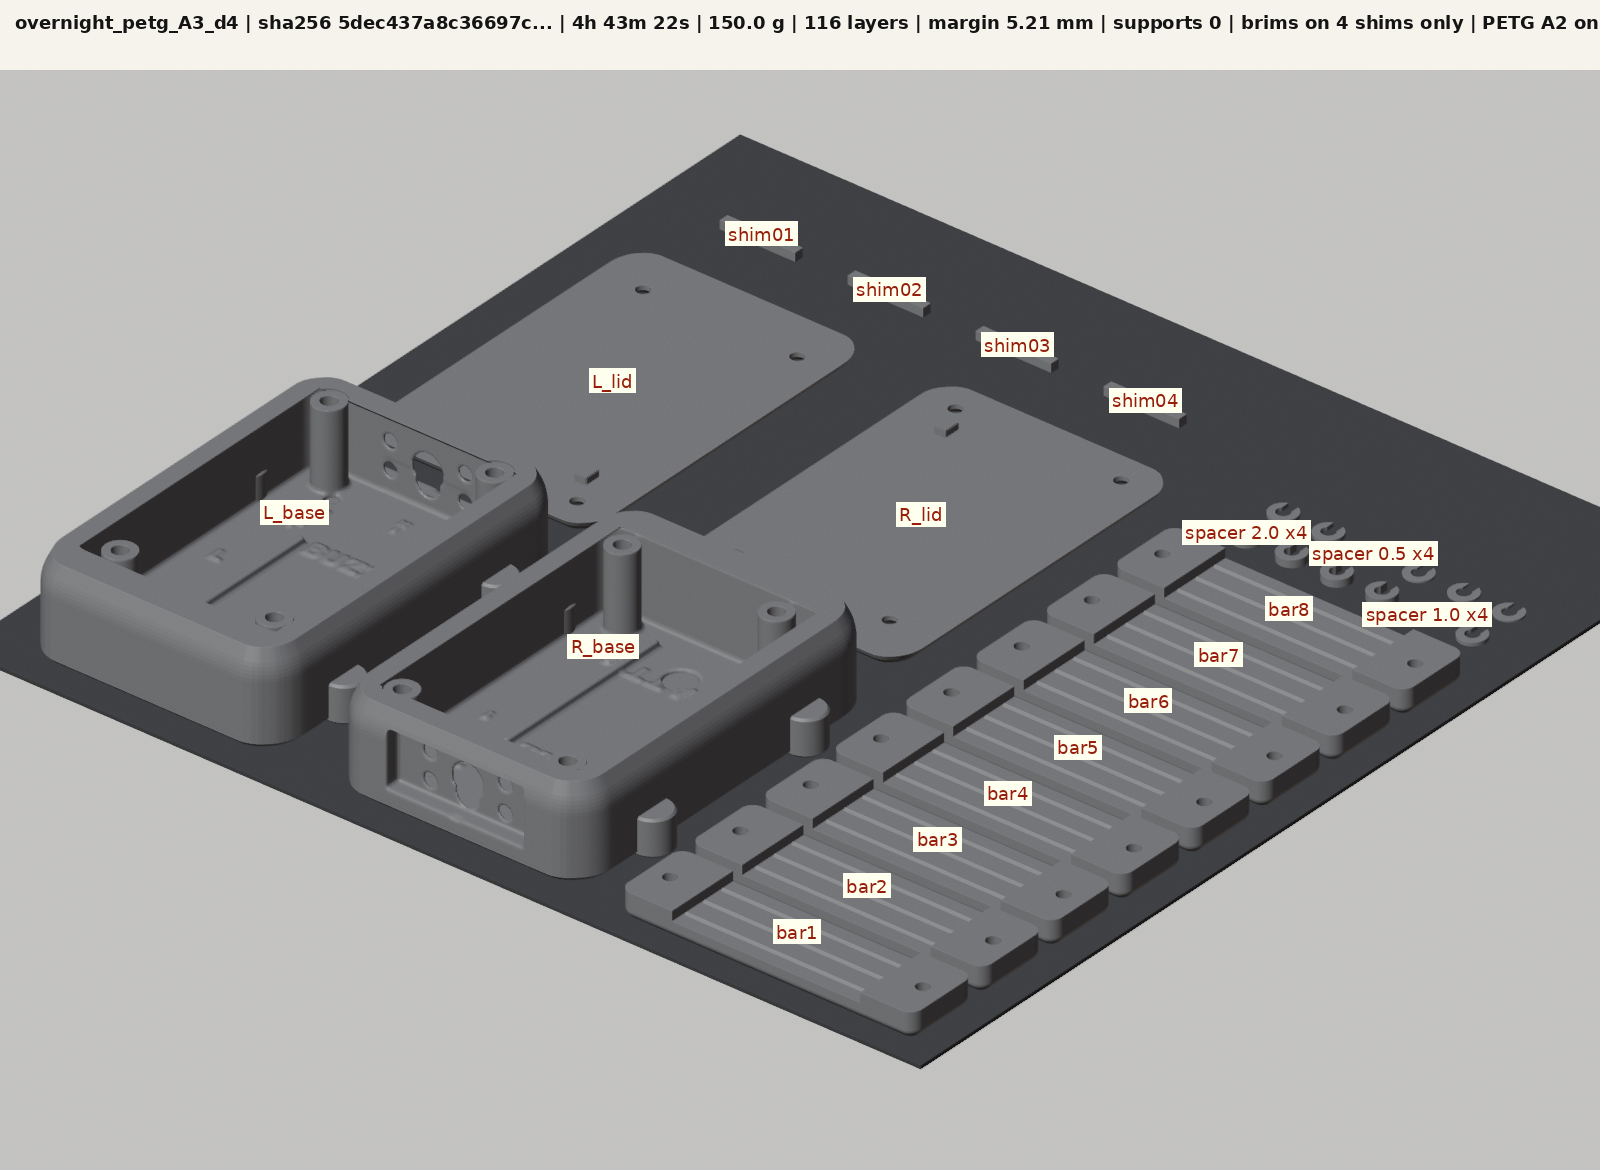 overnight_petg_A3_d4 | sha256 5dec437a8c36697c... | 4h 43m 22s | 150.0 g | 116 layers | margin 5.21 mm | supports 0 | brims on 4 shims only | PETG A2 on
shim01
shim02
shim03
shim04
L_lid
R_lid
L_base
R_base
spacer 2.0 x4
spacer 0.5 x4
spacer 1.0 x4
bar8
bar7
bar6
bar5
bar4
bar3
bar2
bar1